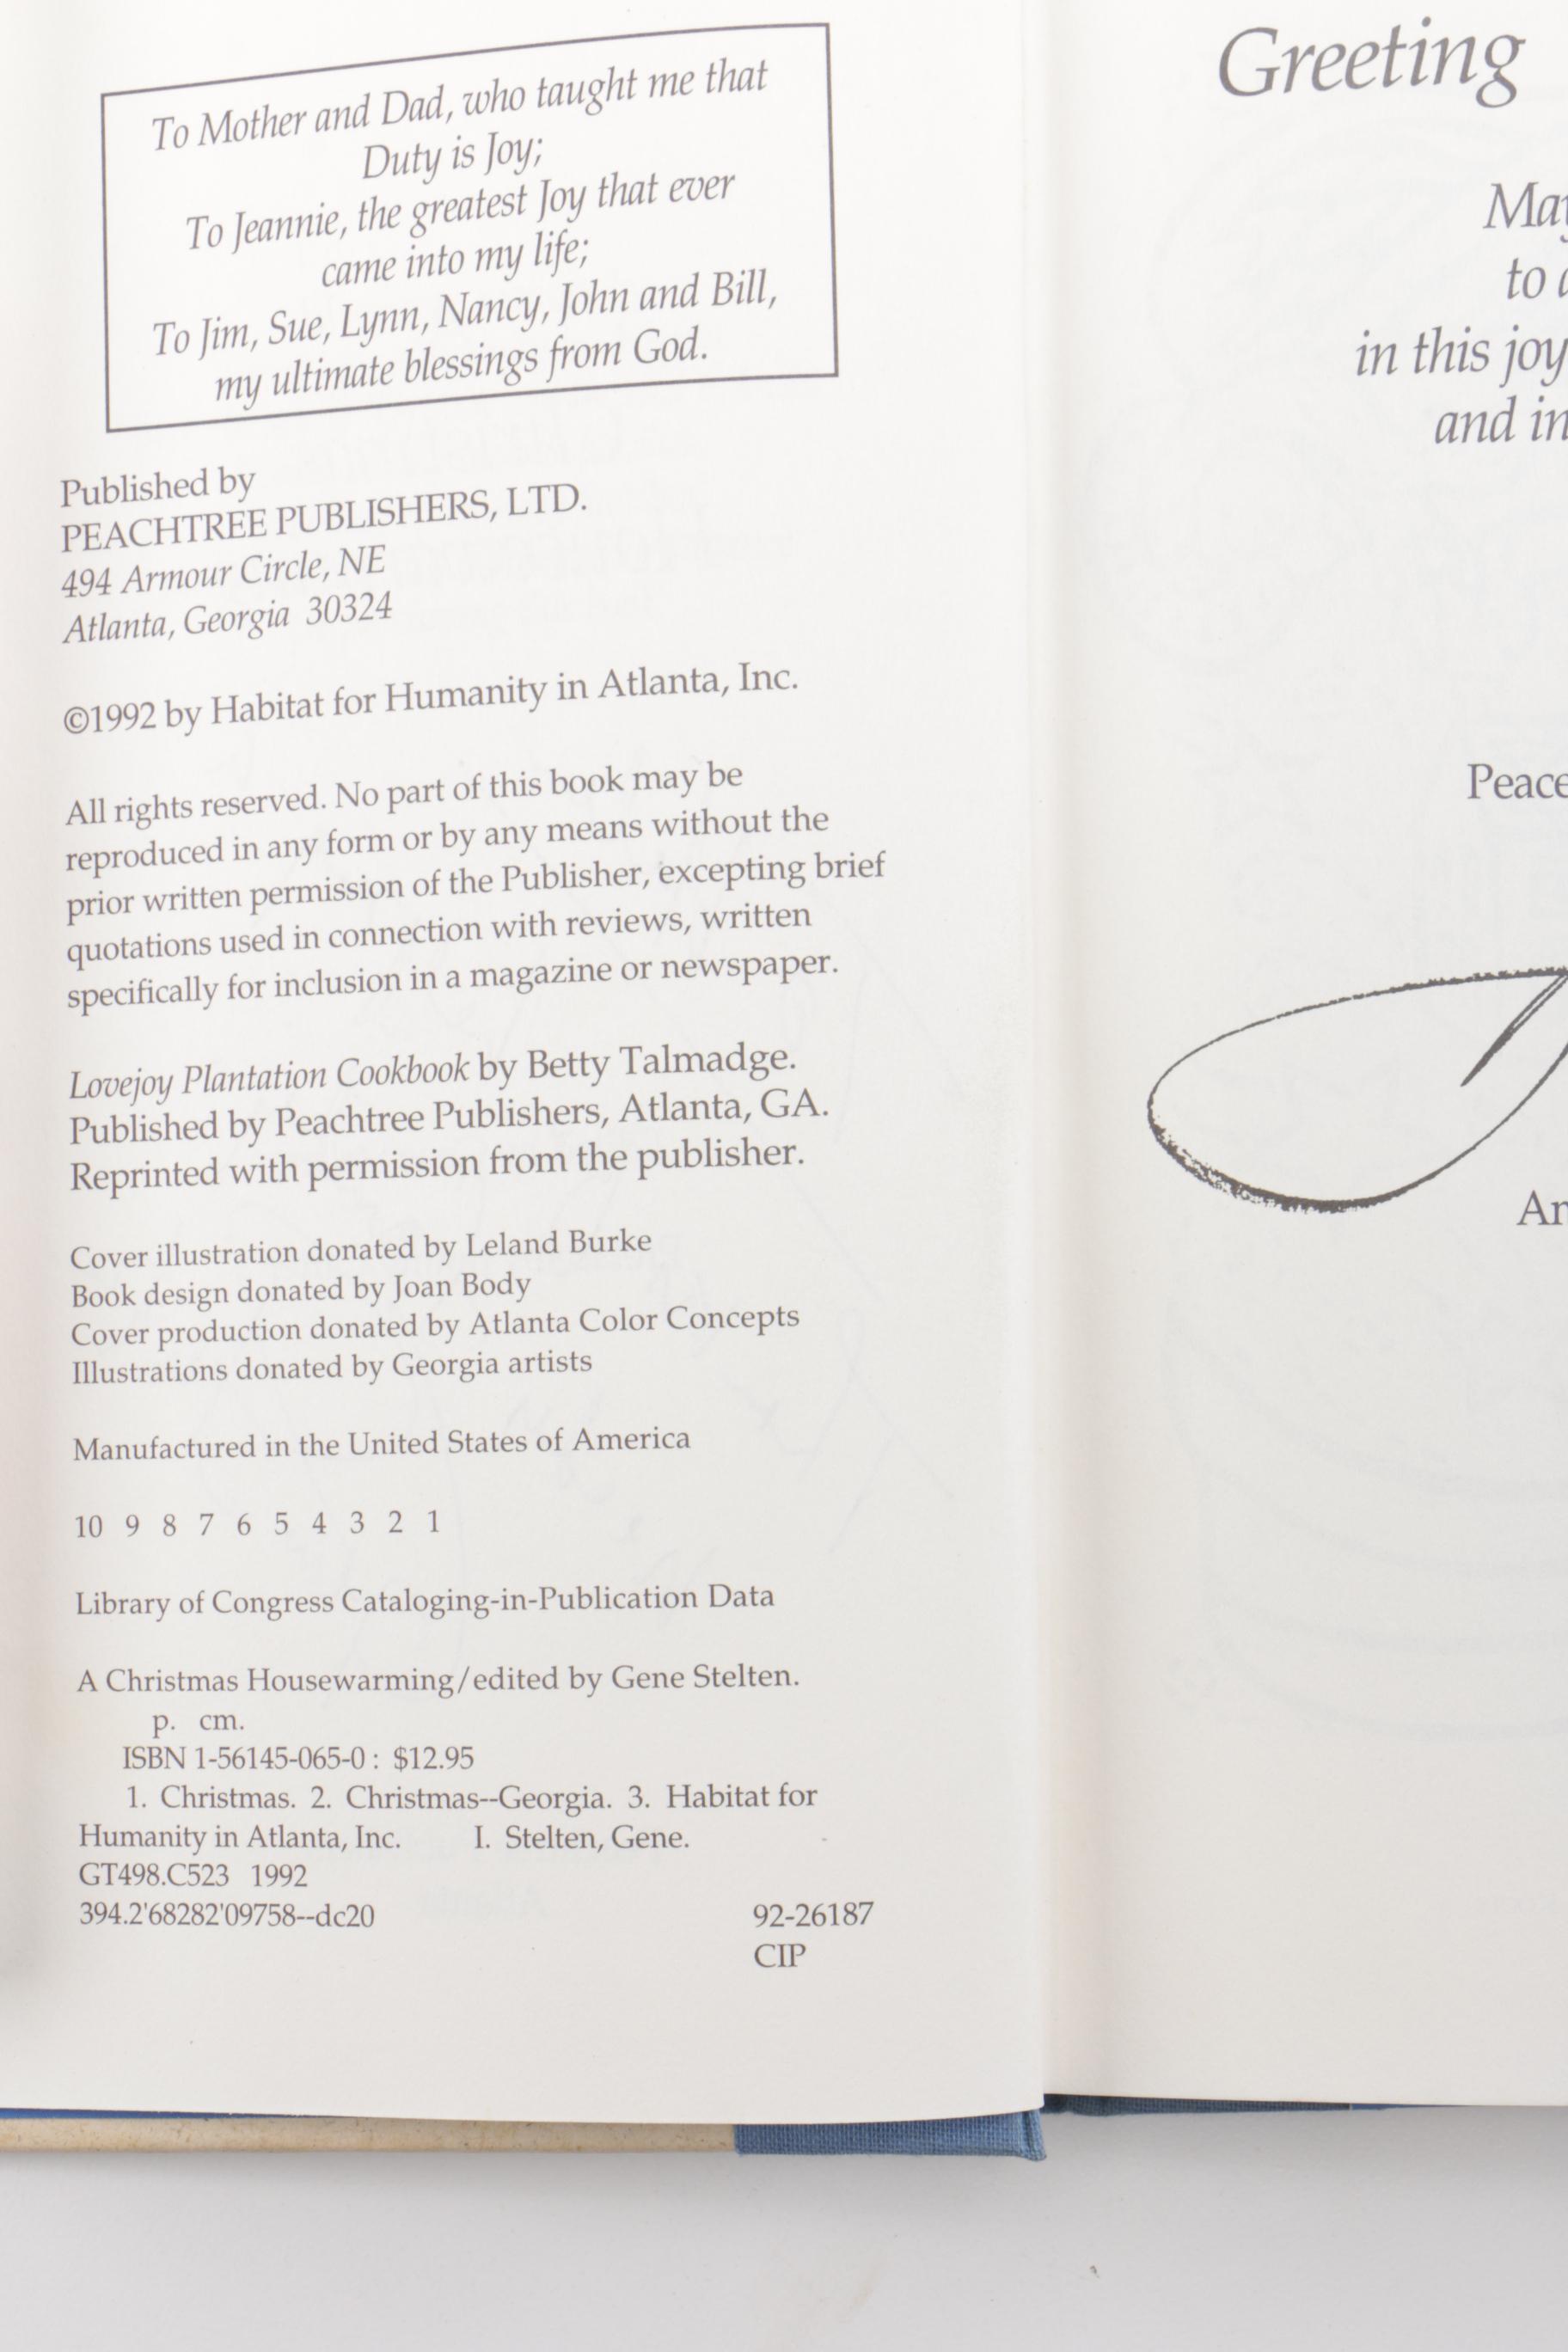 To Mother and Dad, who taught me that
Duty is Joy;
To Jeannie, the greatest Joy that ever
came into my life;
To Jim, Sue, Lynn, Nancy, John and Bill,
my ultimate blessings from God.
Published by
PEACHTREE PUBLISHERS, LTD.
494 Armour Circle, NE
Atlanta, Georgia 30324
©1992 by Habitat for Humanity in Atlanta, Inc.
All rights reserved. No part of this book may be
reproduced in any form or by any means without the
prior written permission of the Publisher, excepting brief
quotations used in connection with reviews, written
specifically for inclusion in a magazine or newspaper.
Lovejoy Plantation Cookbook by Betty Talmadge.
Published by Peachtree Publishers, Atlanta, GA.
Reprinted with permission from the publisher.
Cover illustration donated by Leland Burke
Book design donated by Joan Body
Cover production donated by Atlanta Color Concepts
Illustrations donated by Georgia artists
Manufactured in the United States of America
10 9 8 7 6 5 4 3 2 1
Library of Congress Cataloging-in-Publication Data
A Christmas Housewarming/edited by Gene Stelten.
p. cm.
ISBN 1-56145-065-0 : $12.95
1. Christmas. 2. Christmas--Georgia. 3. Habitat for
Humanity in Atlanta, Inc. I. Stelten, Gene.
GT498.C523 1992
394.2'68282'09758--dc20 92-26187
CIP
Greeting
to
in this joy
and in
Peace